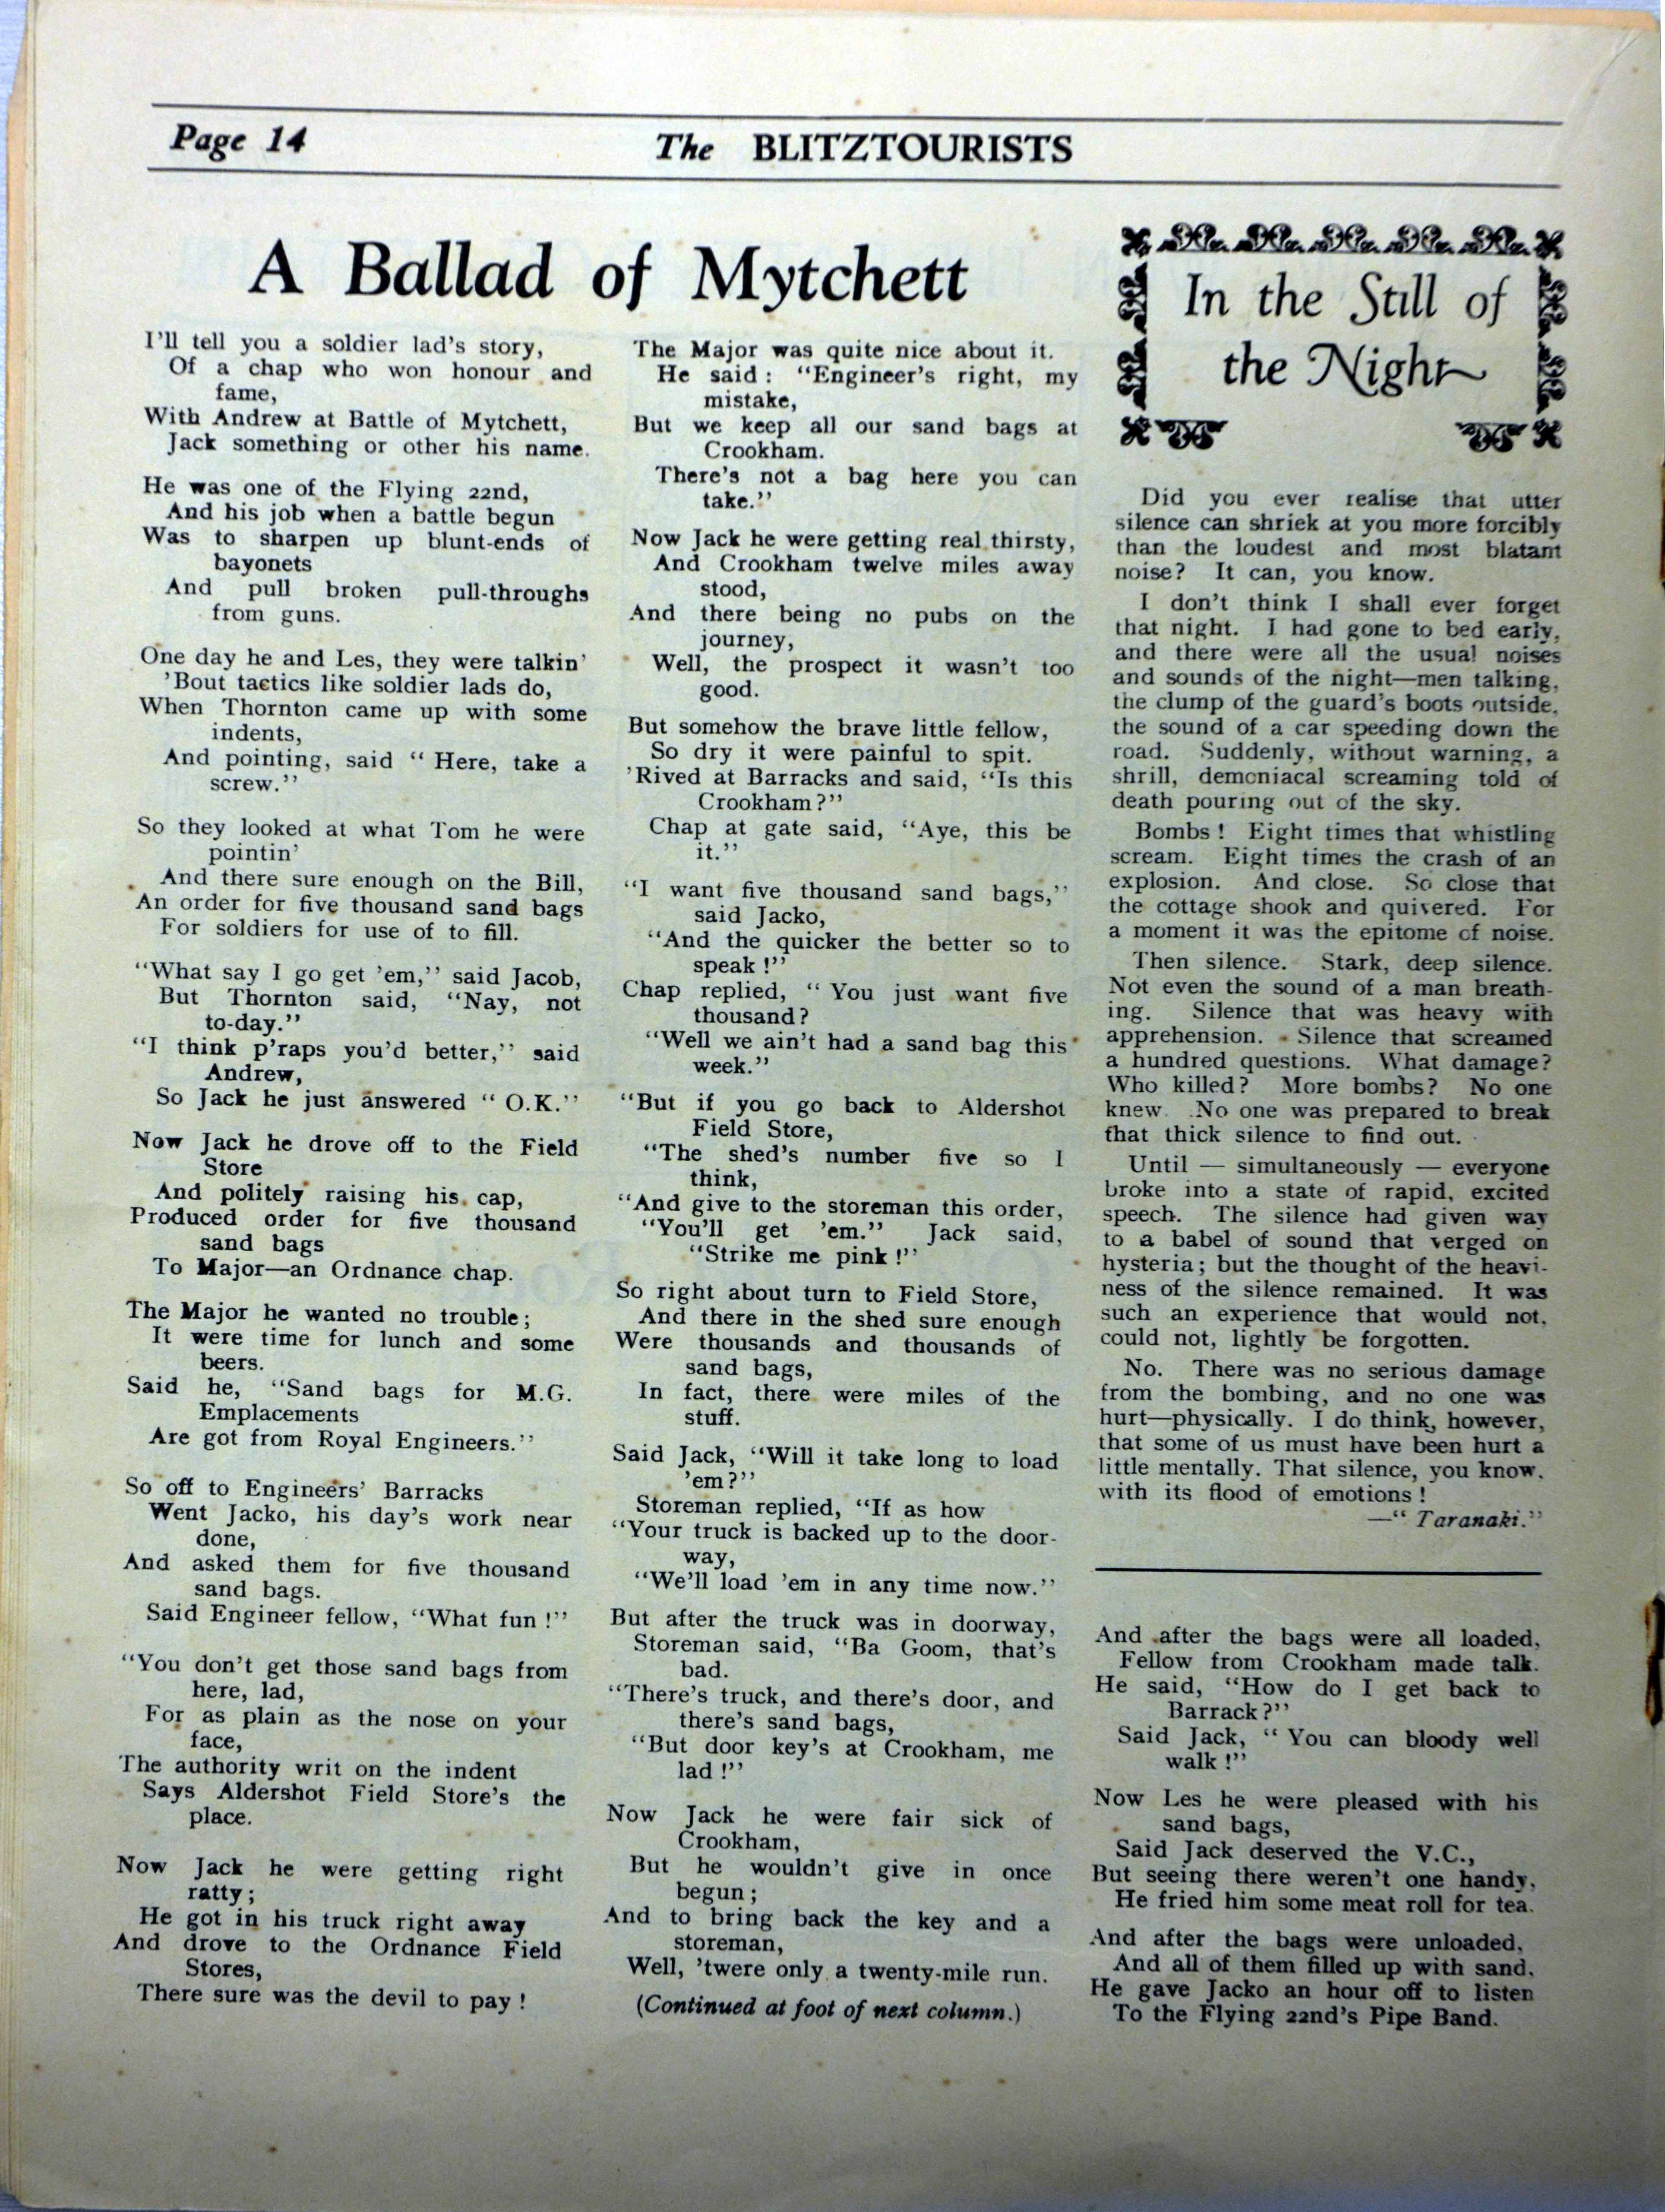 Page 14
The BLITZTOURISTS
A Ballad of Mytchett
I'll tell you a soldier lad's story,
Of a chap who won honour and
fame,
With Andrew at Battle of Mytchett,
Jack something or other his name.
He was one of the Flying 22nd,
And his job when a battle begun
Was to sharpen up blunt-ends of
bayonets
And pull broken pull-throughs
from guns.
One day he and Les, they were talkin'
'Bout tactics like soldier lads do,
When Thornton came up with some
indents,
And pointing, said “ Here, take a
screw.”
So they looked at what Tom he were
pointin'
And there sure enough on the Bill,
An order for five thousand sand bags
For soldiers for use of to fill.
“What say I go get 'em,” said Jacob,
But Thornton said, “Nay, not
to-day.”
“I think p'raps you'd better,” said
Andrew,
So Jack he just answered “ O.K.”
Now Jack he drove off to the Field
Store
And politely raising his cap,
Produced order for five thousand
sand bags
To Major—an Ordnance chap.
The Major he wanted no trouble;
It were time for lunch and some
beers.
Said he, “Sand bags for M.G.
Emplacements
Are got from Royal Engineers.”
So off to Engineers' Barracks
Went Jacko, his day's work near
done,
And asked them for five thousand
sand bags.
Said Engineer fellow, “What fun !”
“You don't get those sand bags from
here, lad,
For as plain as the nose on your
face,
The authority writ on the indent
Says Aldershot Field Store's the
place.
Now Jack he were getting right
ratty;
He got in his truck right away
And drove to the Ordnance Field
Stores,
There sure was the devil to pay !
The Major was quite nice about it.
He said : “Engineer's right, my
mistake,
But we keep all our sand bags at
Crookham.
There's not a bag here you can
take.”
Now Jack he were getting real thirsty,
And Crookham twelve miles away
stood,
And there being no pubs on the
journey,
Well, the prospect it wasn't too
good.
But somehow the brave little fellow,
So dry it were painful to spit.
'Rived at Barracks and said, “Is this
Crookham?”
Chap at gate said, “Aye, this be
it.”
“I want five thousand sand bags,”
said Jacko,
“And the quicker the better so to
speak !”
Chap replied, “ You just want five
thousand?
“Well we ain't had a sand bag this
week.”
“But if you go back to Aldershot
Field Store,
“The shed's number five so I
think,
“And give to the storeman this order,
“You'll get 'em.” Jack said,
“Strike me pink !”
So right about turn to Field Store,
And there in the shed sure enough
Were thousands and thousands of
sand bags,
In fact, there were miles of the
stuff.
Said Jack, “Will it take long to load
'em?”
Storeman replied, “If as how
“Your truck is backed up to the door-
way,
“We'll load 'em in any time now.”
But after the truck was in doorway,
Storeman said, “Ba Goom, that's
bad.
“There's truck, and there's door, and
there's sand bags,
“But door key's at Crookham, me
lad !”
Now Jack he were fair sick of
Crookham,
But he wouldn't give in once
begun;
And to bring back the key and a
storeman,
Well, 'twere only a twenty-mile run.
(Continued at foot of next column.)
In the Still of
the Night
Did you ever realise that utter
silence can shriek at you more forcibly
than the loudest and most blatant
noise? It can, you know.
I don't think I shall ever forget
that night. I had gone to bed early,
and there were all the usual noises
and sounds of the night—men talking,
the clump of the guard's boots outside,
the sound of a car speeding down the
road. Suddenly, without warning, a
shrill, demoniacal screaming told of
death pouring out of the sky.
Bombs ! Eight times that whistling
scream. Eight times the crash of an
explosion. And close. So close that
the cottage shook and quivered. For
a moment it was the epitome of noise.
Then silence. Stark, deep silence.
Not even the sound of a man breath-
ing. Silence that was heavy with
apprehension. Silence that screamed
a hundred questions. What damage?
Who killed? More bombs? No one
knew. No one was prepared to break
that thick silence to find out.
Until — simultaneously — everyone
broke into a state of rapid, excited
speech. The silence had given way
to a babel of sound that verged on
hysteria; but the thought of the heavi-
ness of the silence remained. It was
such an experience that would not,
could not, lightly be forgotten.
No. There was no serious damage
from the bombing, and no one was
hurt—physically. I do think, however,
that some of us must have been hurt a
little mentally. That silence, you know,
with its flood of emotions !
—“ Taranaki.”
And after the bags were all loaded,
Fellow from Crookham made talk.
He said, “How do I get back to
Barrack?”
Said Jack, “ You can bloody well
walk !”
Now Les he were pleased with his
sand bags,
Said Jack deserved the V.C.,
But seeing there weren't one handy,
He fried him some meat roll for tea.
And after the bags were unloaded,
And all of them filled up with sand,
He gave Jacko an hour off to listen
To the Flying 22nd's Pipe Band.